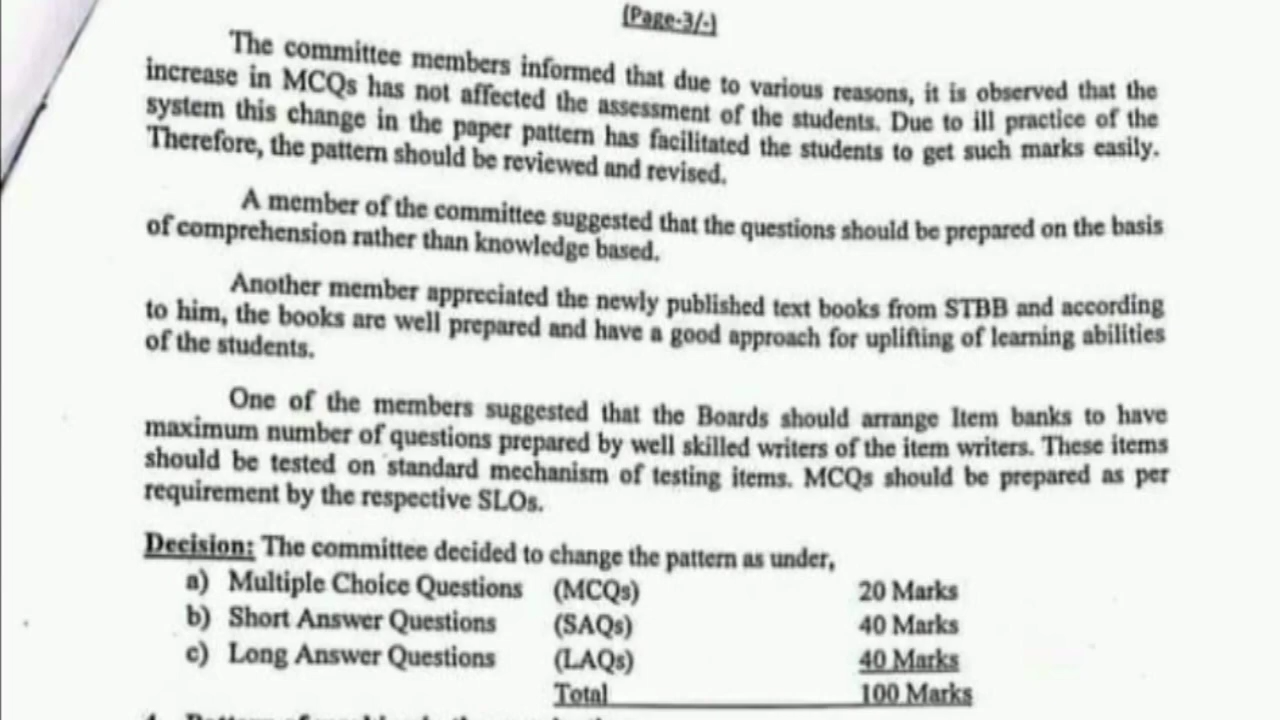 (Page-3/-)
The committee members informed that due to various reasons, it is observed that the
increase in MCQs has not affected the assessment of the students. Due to ill practice of the
system this change in the paper pattern has facilitated the students to get such marks easily.
Therefore, the pattern should be reviewed and revised.
A member of the committee suggested that the questions should be prepared on the basis
of comprehension rather than knowledge based.
Another member appreciated the newly published text books from STBB and according
to him, the books are well prepared and have a good approach for uplifting of learning abilities
of the students.
One of the members suggested that the Boards should arrange Item banks to have
maximum number of questions prepared by well skilled writers of the item writers. These items
should be tested on standard mechanism of testing items. MCQs should be prepared as per
requirement by the respective SLOs.
Decision: The committee decided to change the pattern as under,
a) Multiple Choice Questions (MCQs) 20 Marks
b) Short Answer Questions (SAQs) 40 Marks
c) Long Answer Questions (LAQs) 40 Marks
Total 100 Marks